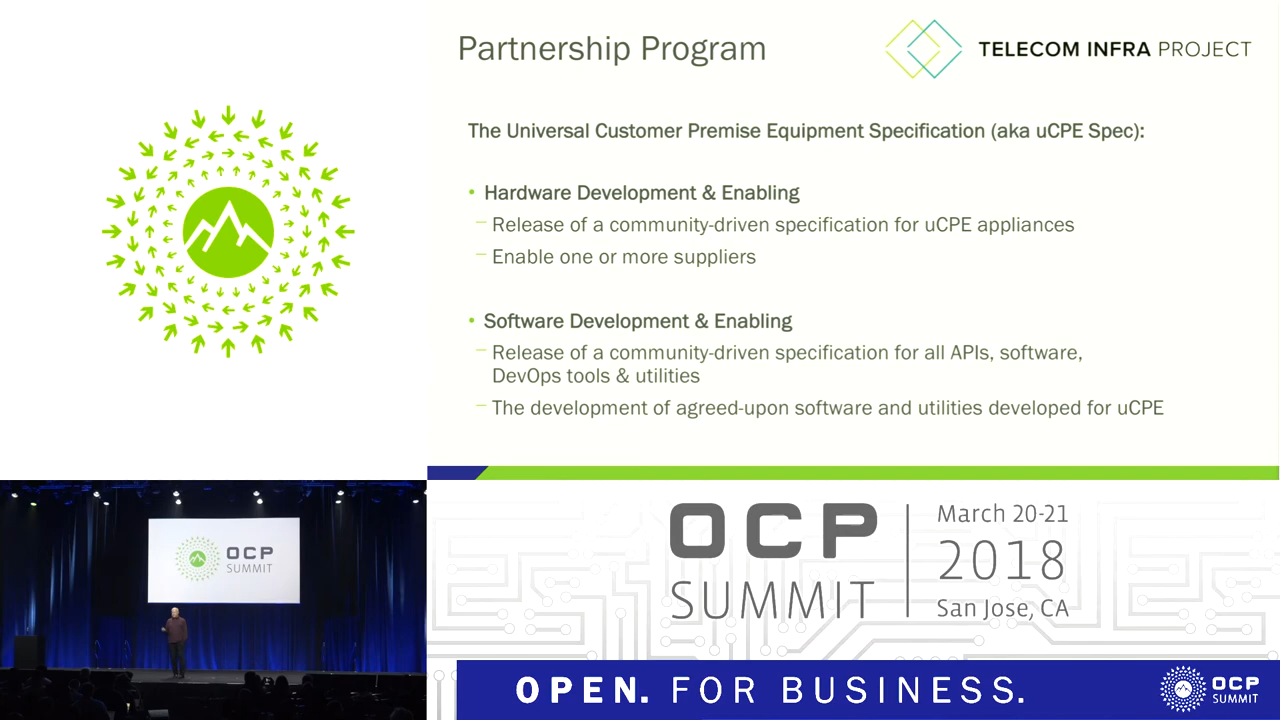 Partnership Program
TELECOM INFRA PROJECT
The Universal Customer Premise Equipment Specification (aka uCPE Spec):
• Hardware Development & Enabling
– Release of a community-driven specification for uCPE appliances
– Enable one or more suppliers
• Software Development & Enabling
– Release of a community-driven specification for all APIs, software,
DevOps tools & utilities
– The development of agreed-upon software and utilities developed for uCPE
OCP
SUMMIT
OCP
SUMMIT
March 20-21
2018
San Jose, CA
OPEN. FOR BUSINESS.
OCP
SUMMIT